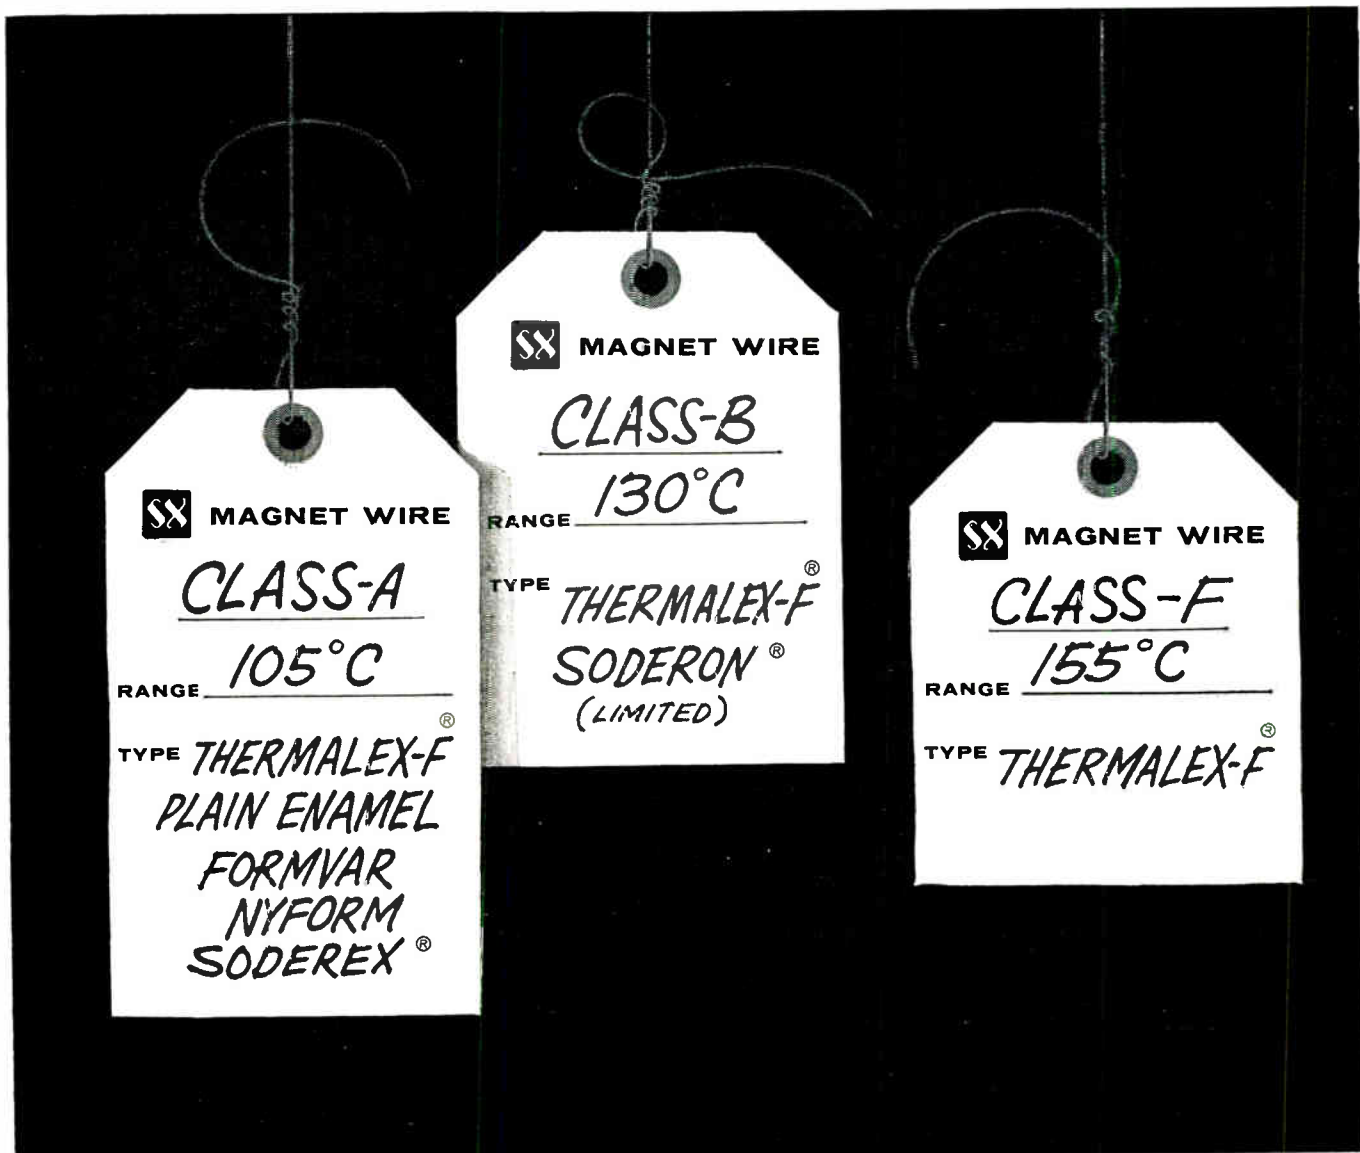 SX MAGNET WIRE
CLASS-A
RANGE 105°C
TYPE THERMALEX-F®
PLAIN ENAMEL
FORMVAR
NYFORM
SODEREX®
SX MAGNET WIRE
CLASS-B
RANGE 130°C
TYPE THERMALEX-F®
SODERON®
(LIMITED)
SX MAGNET WIRE
CLASS-F
RANGE 155°C
TYPE THERMALEX-F®